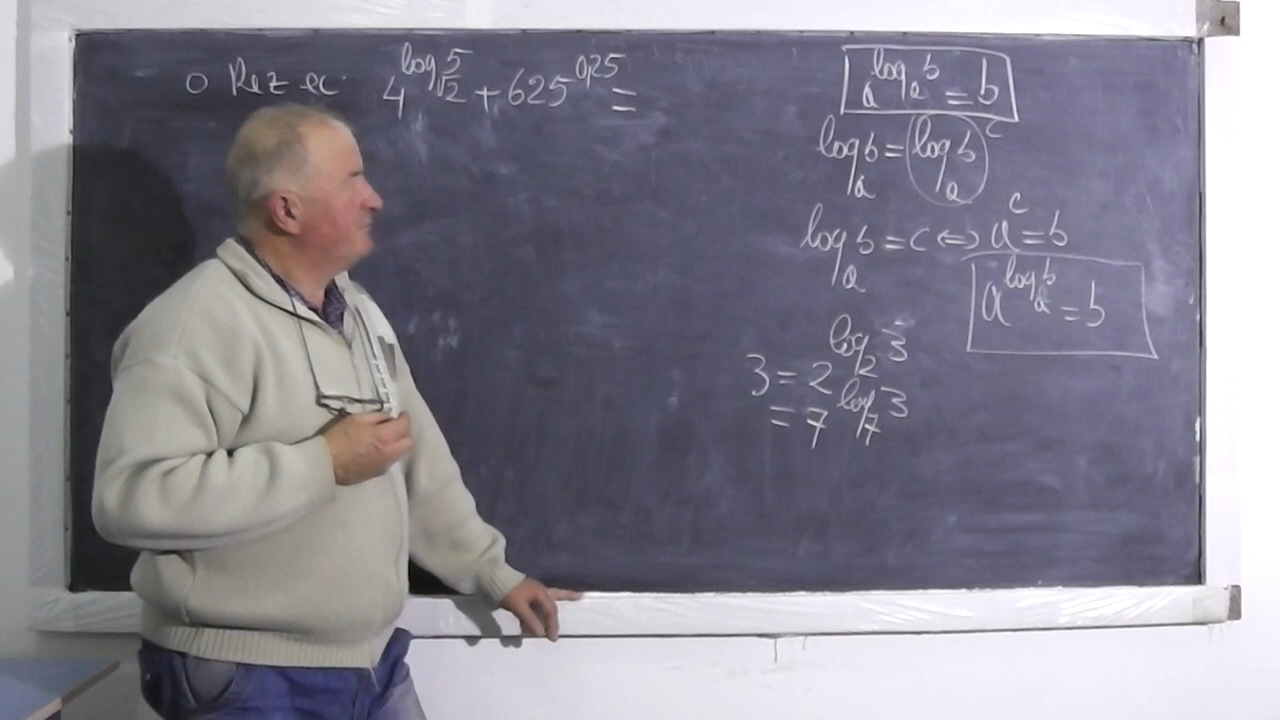 o Rez ec. 4^log_√2 5 + 625^0,25 =
a^log_a b = b
log_a b = (log_a b)^c
log_a b = c ⇔ a^c = b
a^log_a b = b
3 = 2^log_2 3
= 7^log_7 3